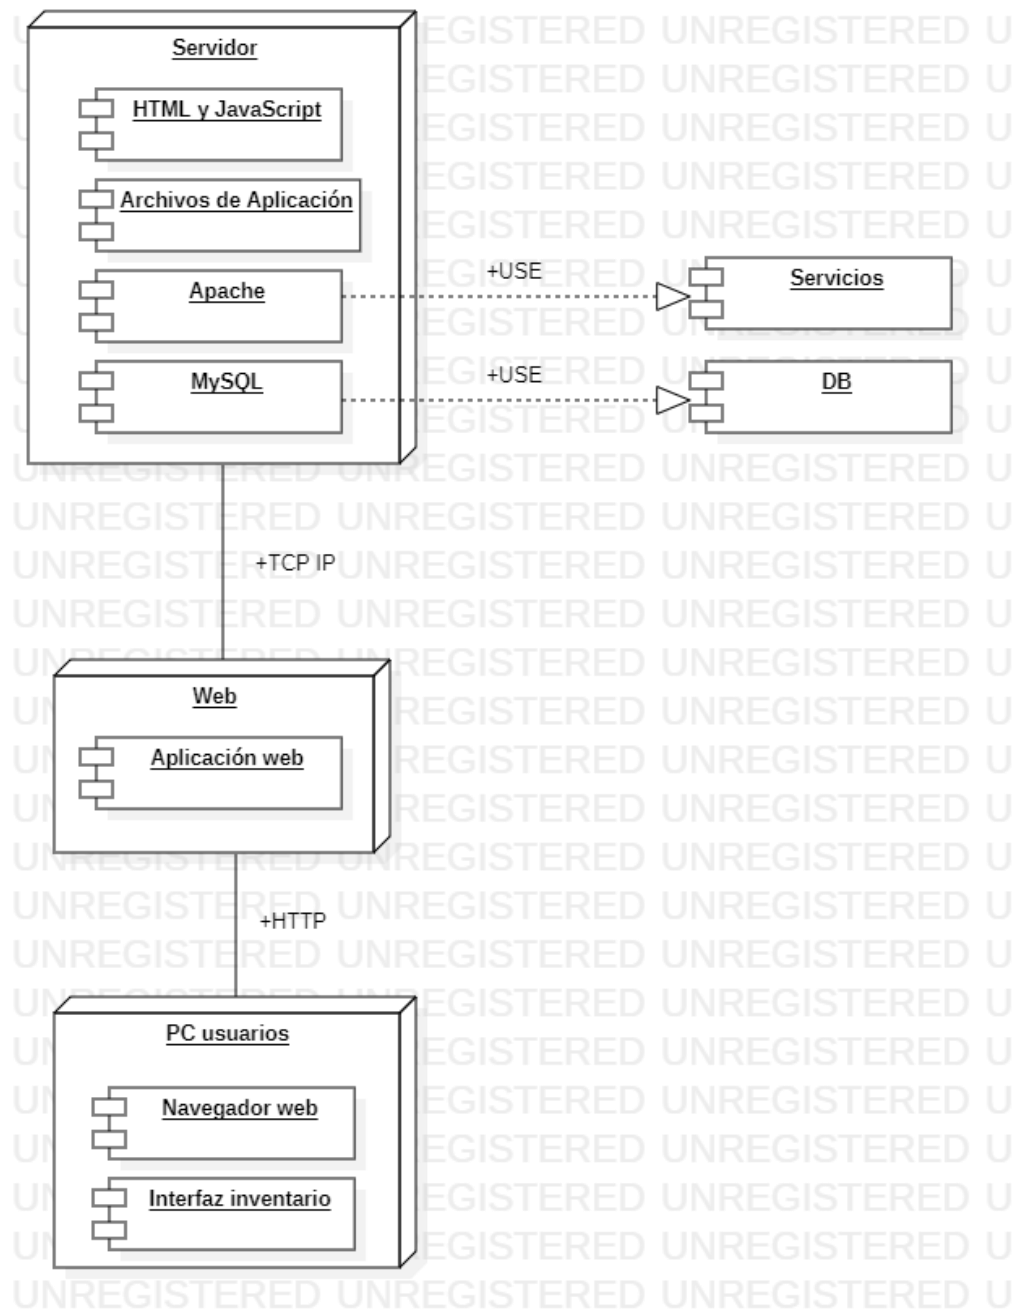 Servidor
HTML y JavaScript
Archivos de Aplicación
Apache
+USE
Servicios
MySQL
+USE
DB
+TCP IP
Web
Aplicación web
+HTTP
PC usuarios
Navegador web
Interfaz inventario
UNREGISTERED